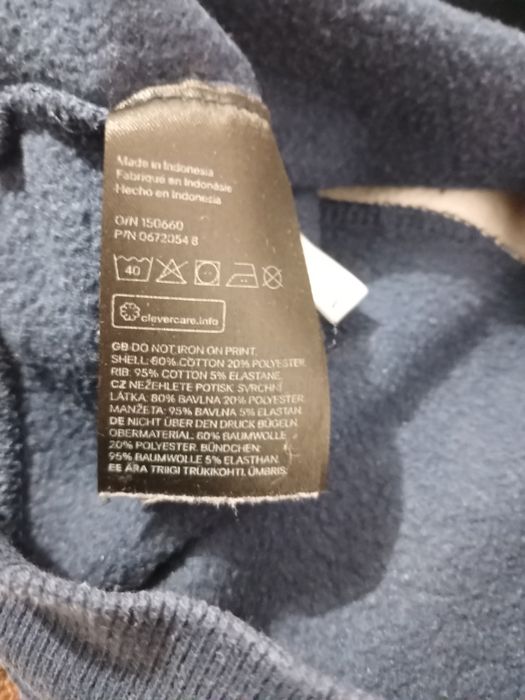 Made in Indonesia
Fabriqué en Indonésie
Hecho en Indonesia
O/N 150660
P/N 0672054 8
40
clevercare.info
GB DO NOT IRON ON PRINT.
SHELL: 80% COTTON 20% POLYESTER
RIB: 95% COTTON 5% ELASTANE
CZ NEŽEHLETE POTISK. SVRCHNÍ
LÁTKA: 80% BAVLNA 20% POLYESTER.
MANŽETA: 95% BAVLNA 5% ELASTAN
DE NICHT ÜBER DEN DRUCK BÜGELN.
OBERMATERIAL: 80% BAUMWOLLE
20% POLYESTER. BÜNDCHEN:
95% BAUMWOLLE 5% ELASTHAN
EE ÄRA TRIIGI TRÜKIKOHTI. ÜMBRIS: